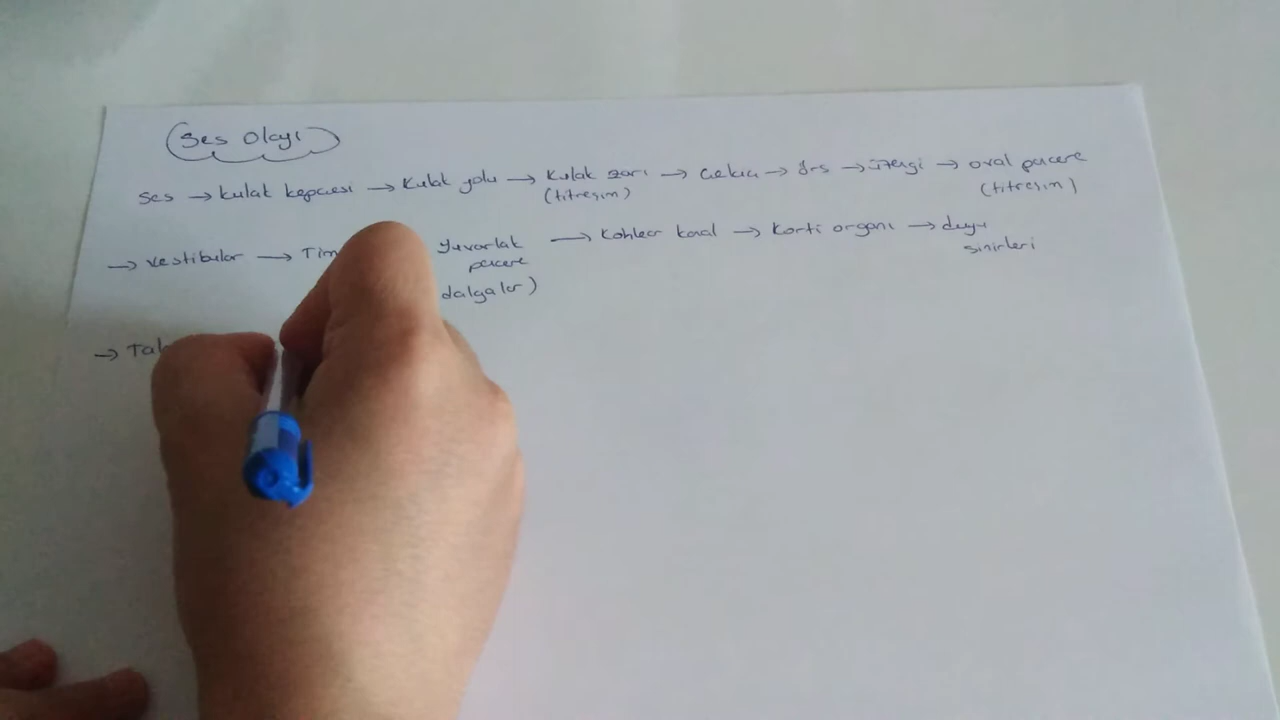 Ses Olayı
Ses → kulak kepçesi → kulak yolu → kulak zarı → Çekiç → Örs → üzengi → oval pencere
(titreşim) (titreşim)
→ vestibular → Tim Yuvarlak → Kohlear kanal → Korti organı → duyu
pencere sinirleri
dalgalar)
→ Tal